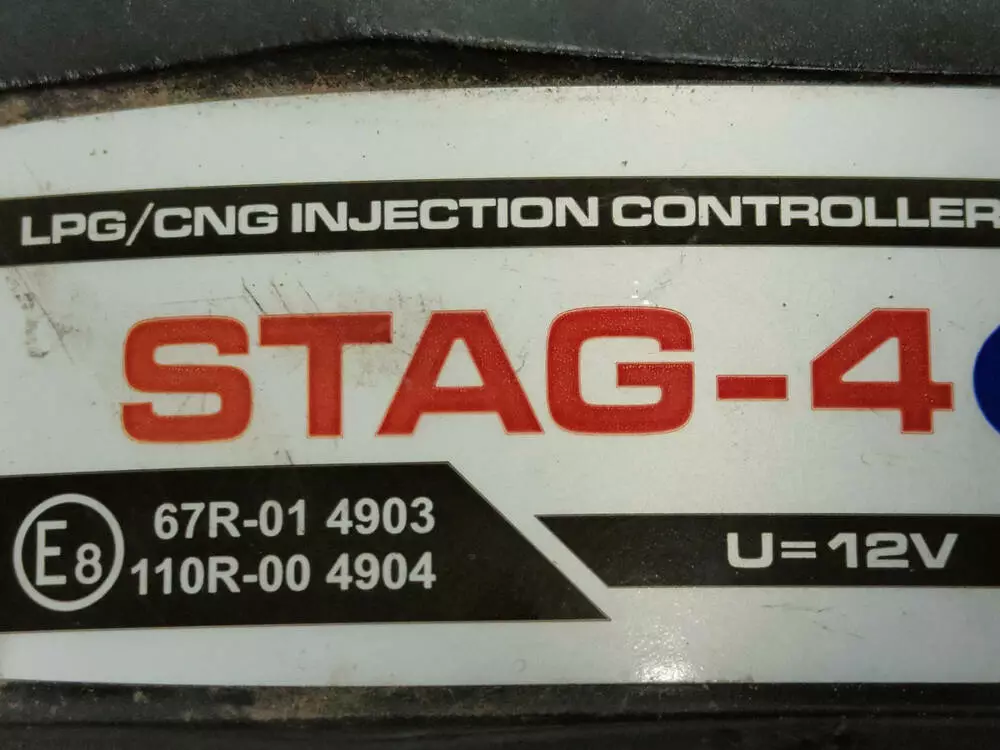 LPG/CNG INJECTION CONTROLLER
STAG-4
E8 67R-01 4903
110R-00 4904
U=12V